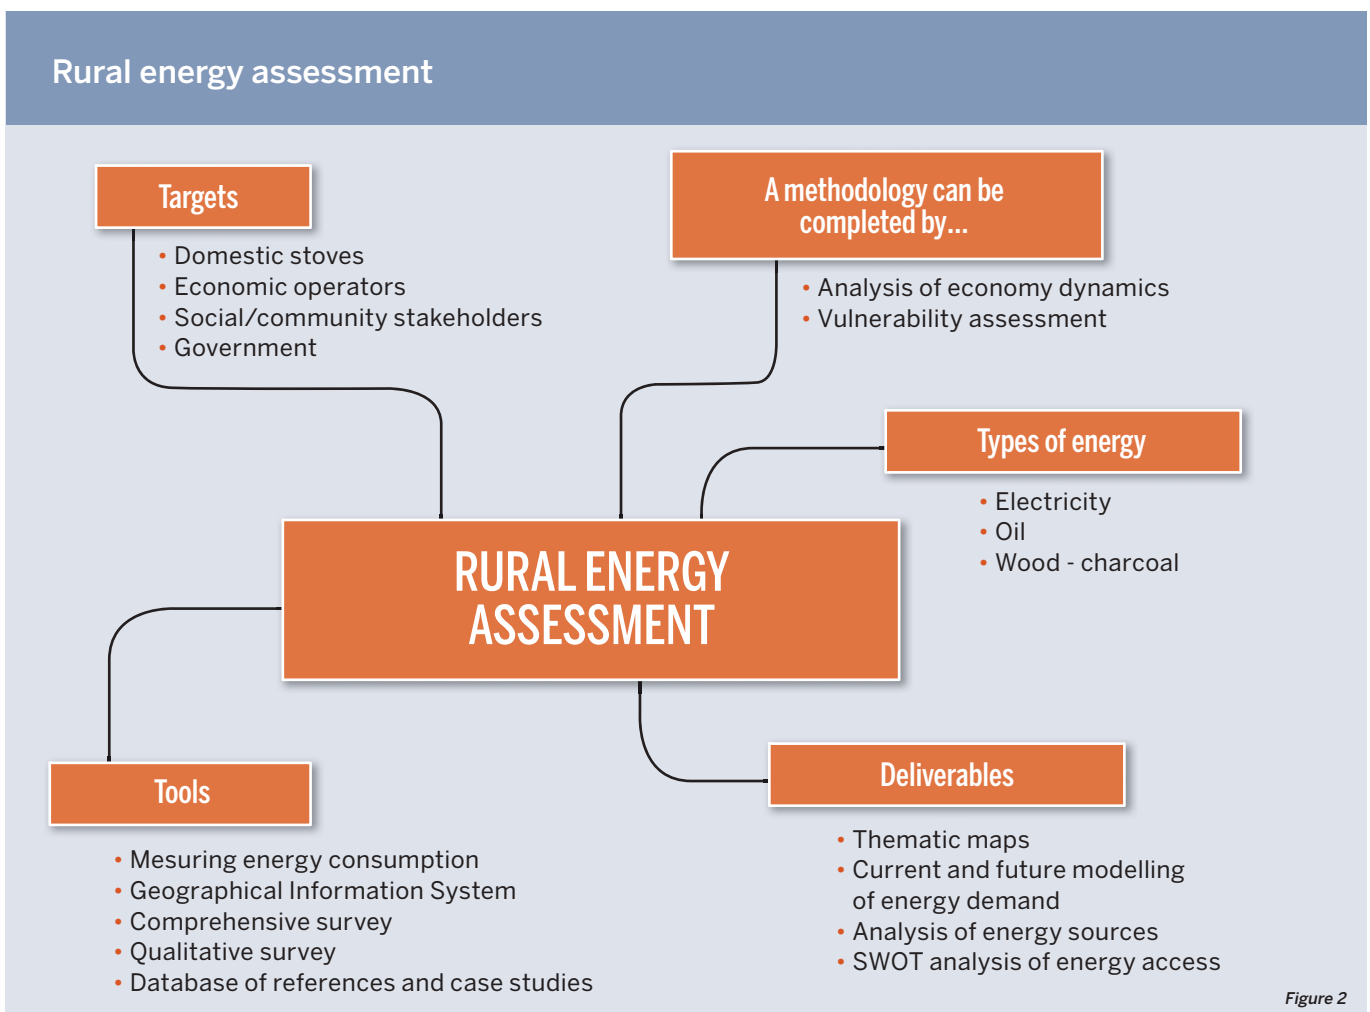 Rural energy assessment
Targets
• Domestic stoves
• Economic operators
• Social/community stakeholders
• Government
A methodology can be
completed by...
• Analysis of economy dynamics
• Vulnerability assessment
Types of energy
• Electricity
• Oil
• Wood - charcoal
RURAL ENERGY
ASSESSMENT
Tools
• Mesuring energy consumption
• Geographical Information System
• Comprehensive survey
• Qualitative survey
• Database of references and case studies
Deliverables
• Thematic maps
• Current and future modelling
of energy demand
• Analysis of energy sources
• SWOT analysis of energy access
Figure 2